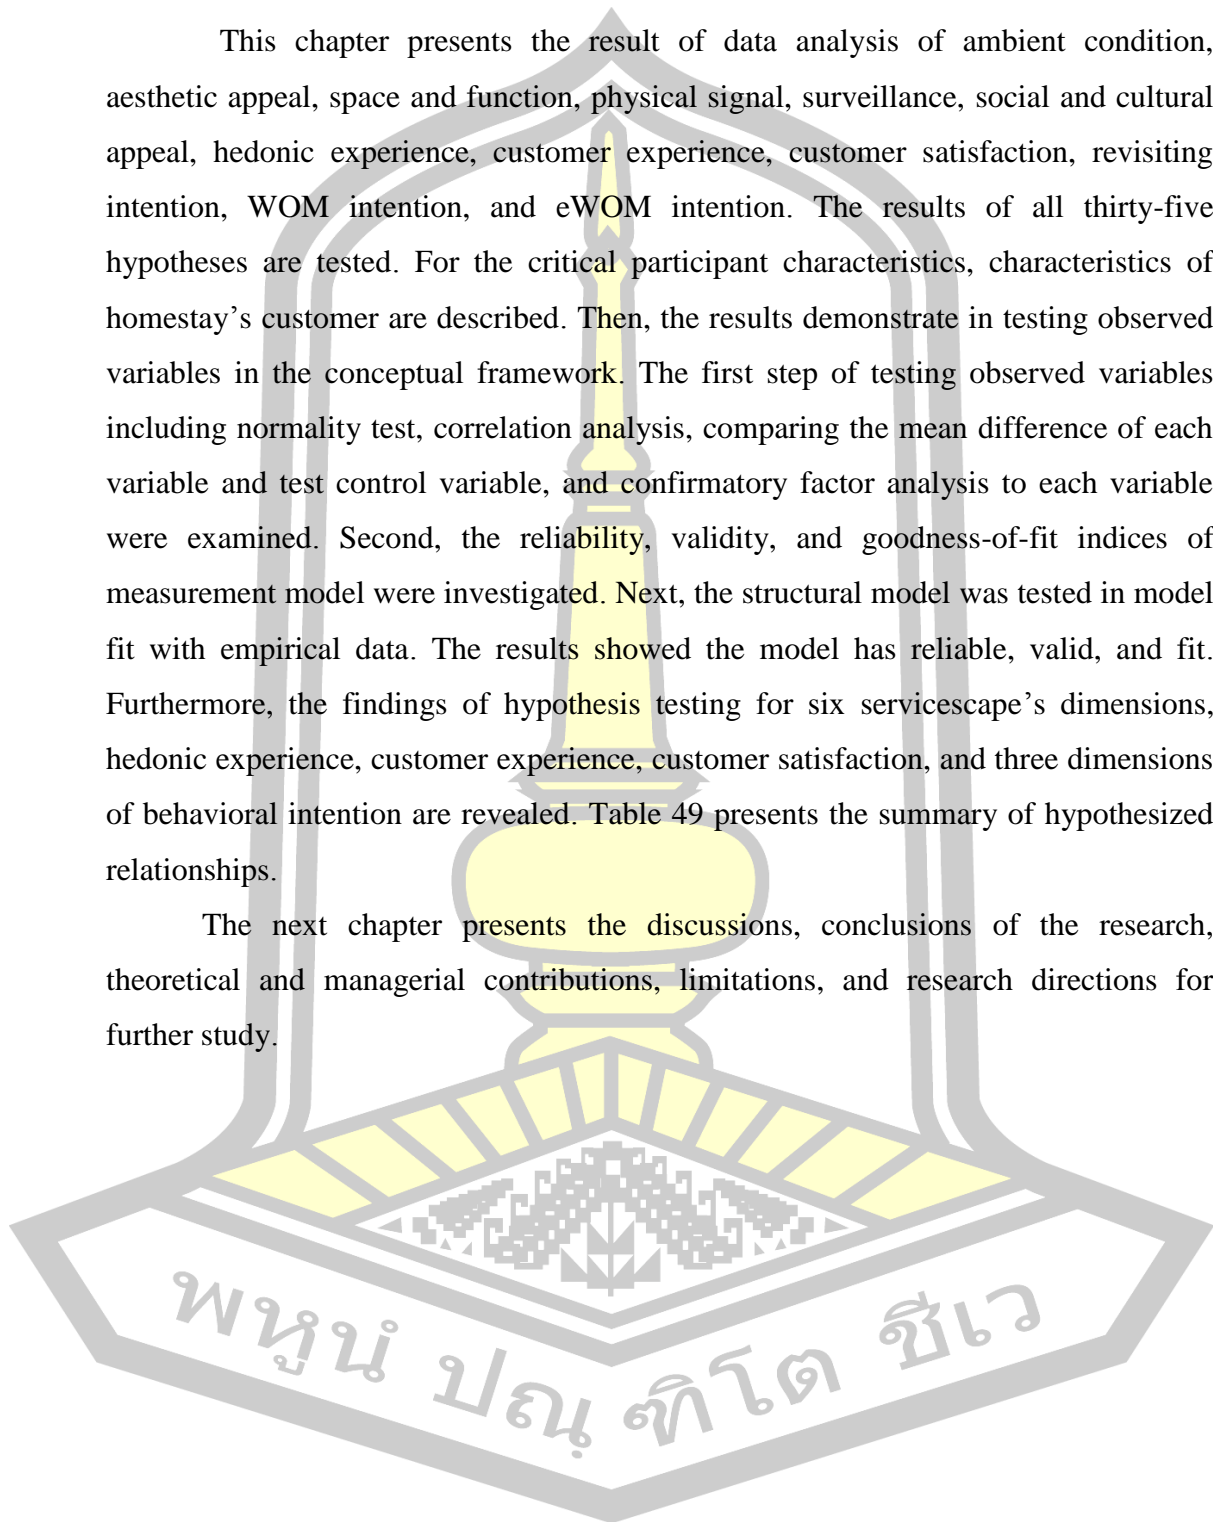 This chapter presents the result of data analysis of ambient condition,
aesthetic appeal, space and function, physical signal, surveillance, social and cultural
appeal, hedonic experience, customer experience, customer satisfaction, revisiting
intention, WOM intention, and eWOM intention. The results of all thirty-five
hypotheses are tested. For the critical participant characteristics, characteristics of
homestay’s customer are described. Then, the results demonstrate in testing observed
variables in the conceptual framework. The first step of testing observed variables
including normality test, correlation analysis, comparing the mean difference of each
variable and test control variable, and confirmatory factor analysis to each variable
were examined. Second, the reliability, validity, and goodness-of-fit indices of
measurement model were investigated. Next, the structural model was tested in model
fit with empirical data. The results showed the model has reliable, valid, and fit.
Furthermore, the findings of hypothesis testing for six servicescape’s dimensions,
hedonic experience, customer experience, customer satisfaction, and three dimensions
of behavioral intention are revealed. Table 49 presents the summary of hypothesized
relationships.
The next chapter presents the discussions, conclusions of the research,
theoretical and managerial contributions, limitations, and research directions for
further study.
พหูนํ ปณฺ ฑิโต ชีเว